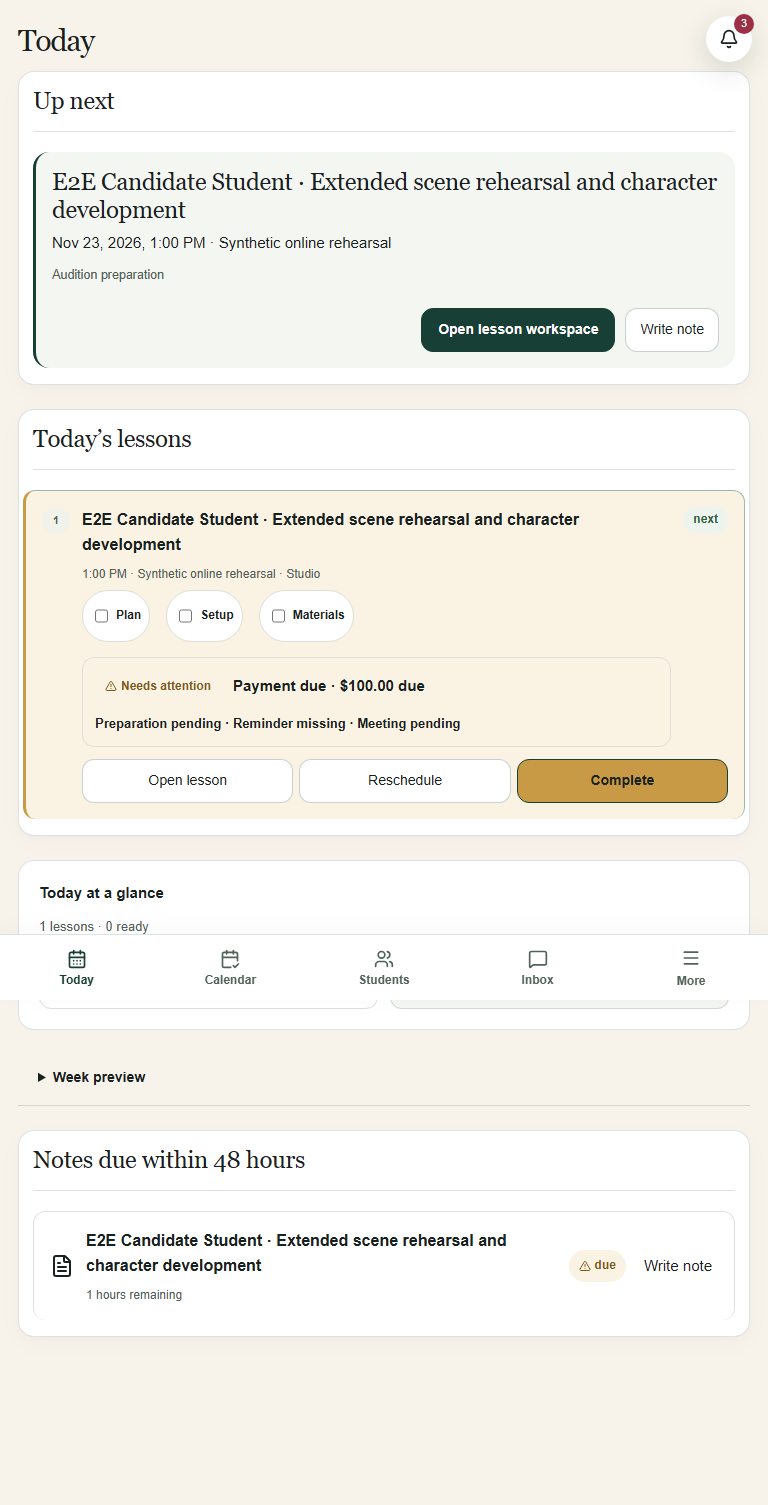 Today
3
Up next
E2E Candidate Student · Extended scene rehearsal and character
development
Nov 23, 2026, 1:00 PM · Synthetic online rehearsal
Audition preparation
Open lesson workspace
Write note
Today’s lessons
1
E2E Candidate Student · Extended scene rehearsal and character
development
next
1:00 PM · Synthetic online rehearsal · Studio
Plan
Setup
Materials
Needs attention
Payment due · $100.00 due
Preparation pending · Reminder missing · Meeting pending
Open lesson
Reschedule
Complete
Today at a glance
1 lessons · 0 ready
Today
Calendar
Students
Inbox
More
Week preview
Notes due within 48 hours
E2E Candidate Student · Extended scene rehearsal and
character development
1 hours remaining
due
Write note